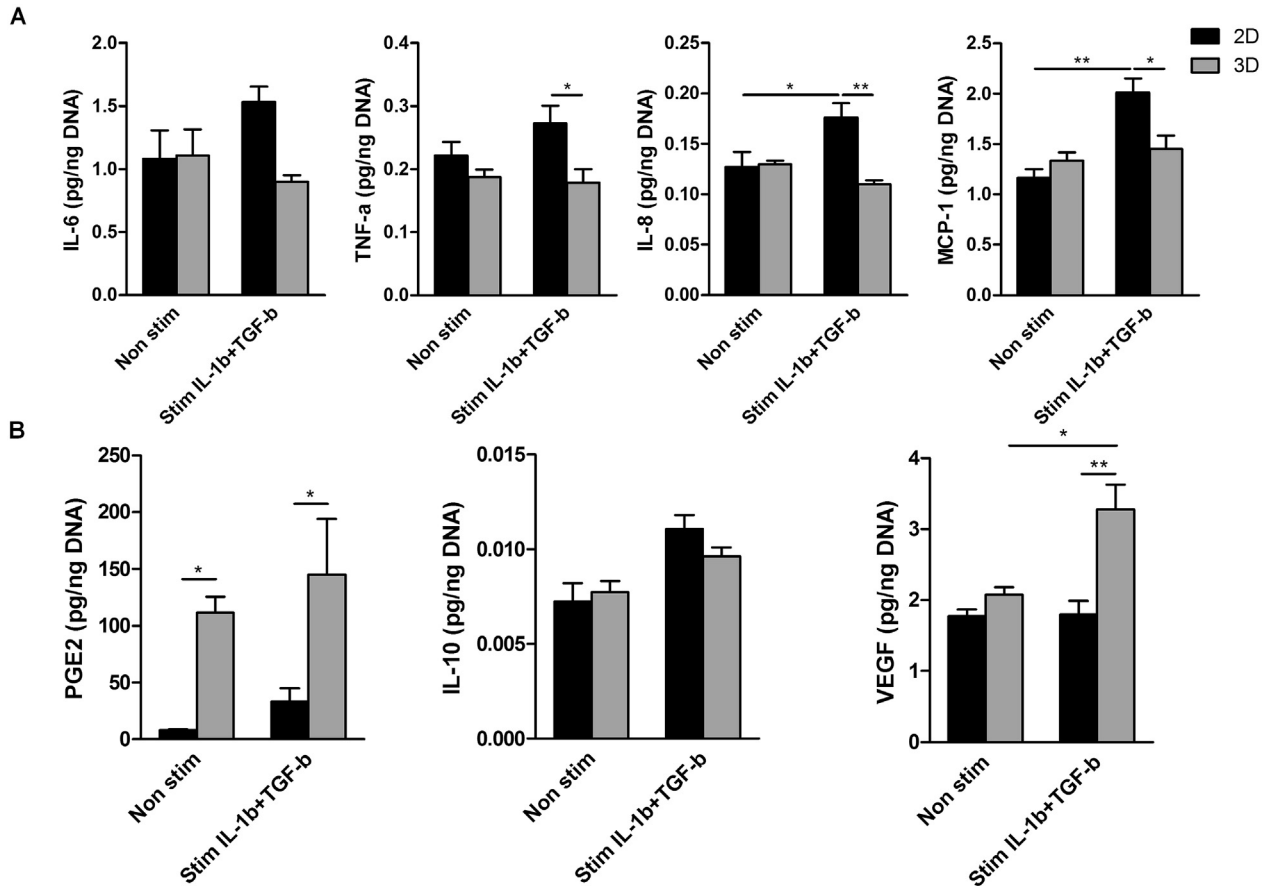 A
2D
3D
IL-6 (pg/ng DNA)
2.0
1.5
1.0
0.5
0.0
Non stim
Stim IL-1b+TGF-b
TNF-a (pg/ng DNA)
0.4
0.3
0.2
0.1
0.0
*
Non stim
Stim IL-1b+TGF-b
IL-8 (pg/ng DNA)
0.25
0.20
0.15
0.10
0.05
0.00
*
**
Non stim
Stim IL-1b+TGF-b
MCP-1 (pg/ng DNA)
2.5
2.0
1.5
1.0
0.5
0.0
**
*
Non stim
Stim IL-1b+TGF-b
B
PGE2 (pg/ng DNA)
250
200
150
100
50
0
*
*
Non stim
Stim IL-1b+TGF-b
IL-10 (pg/ng DNA)
0.015
0.010
0.005
0.000
Non stim
Stim IL-1b+TGF-b
VEGF (pg/ng DNA)
4
3
2
1
0
*
**
Non stim
Stim IL-1b+TGF-b